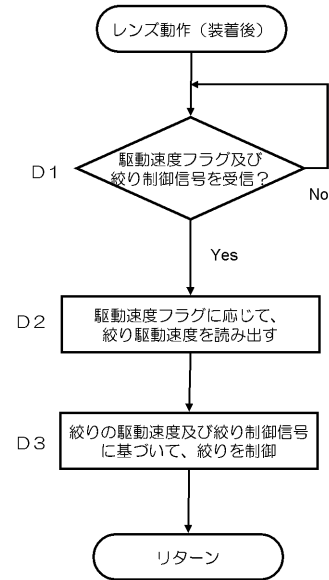 レンズ動作（装着後）
D1
駆動速度フラグ及び
絞り制御信号を受信？
No
Yes
D2
駆動速度フラグに応じて、
絞り駆動速度を読み出す
D3
絞りの駆動速度及び絞り制御信号
に基づいて、絞りを制御
リターン